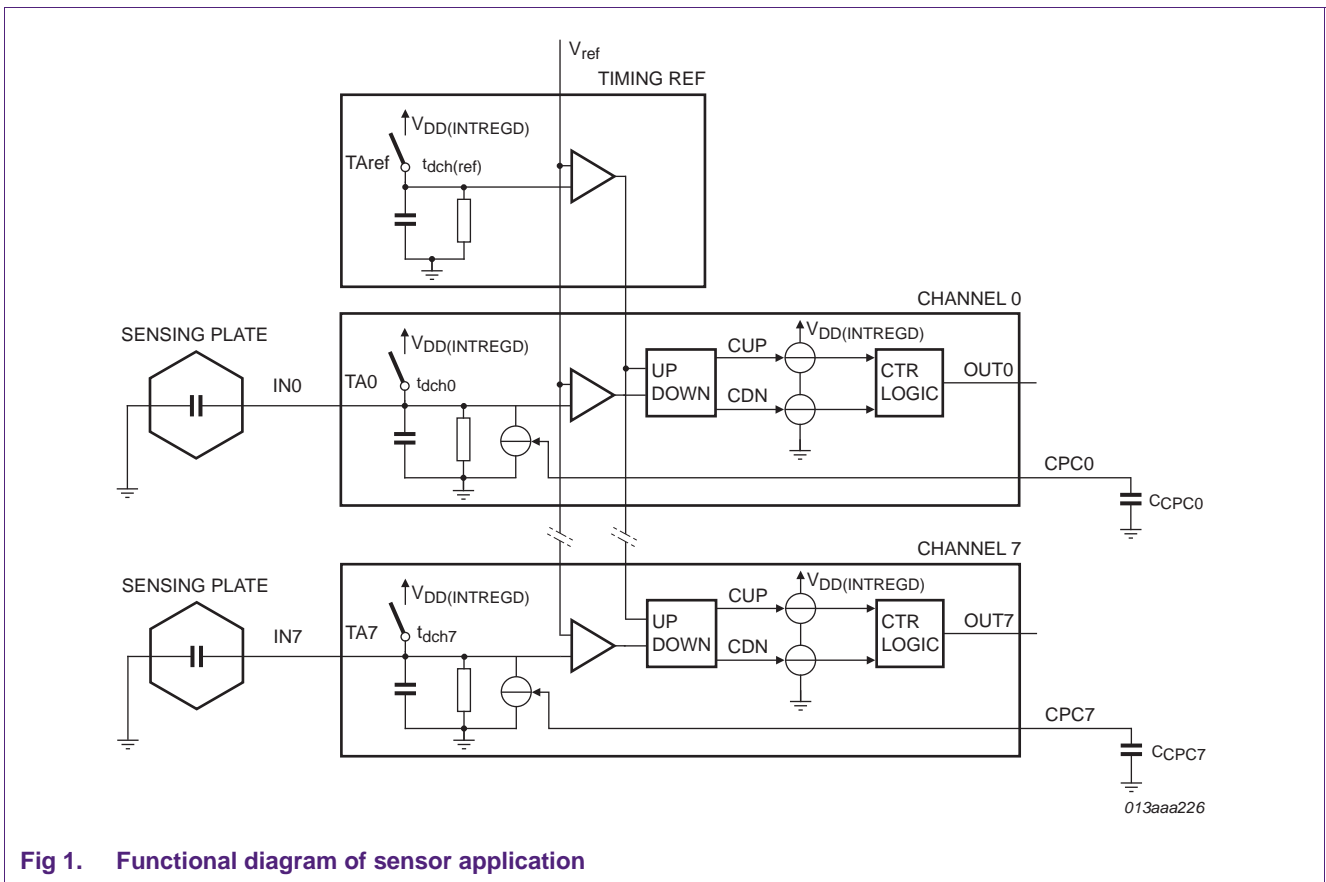 Vref
TIMING REF
VDD(INTREGD)
TAref
tdch(ref)
CHANNEL 0
SENSING PLATE
VDD(INTREGD)
VDD(INTREGD)
CUP
IN0
TA0
tdch0
UP
DOWN
CTR
LOGIC
OUT0
CDN
CPC0
CCPC0
CHANNEL 7
SENSING PLATE
VDD(INTREGD)
VDD(INTREGD)
CUP
IN7
TA7
tdch7
UP
DOWN
CTR
LOGIC
OUT7
CDN
CPC7
CCPC7
013aaa226
Fig 1. Functional diagram of sensor application